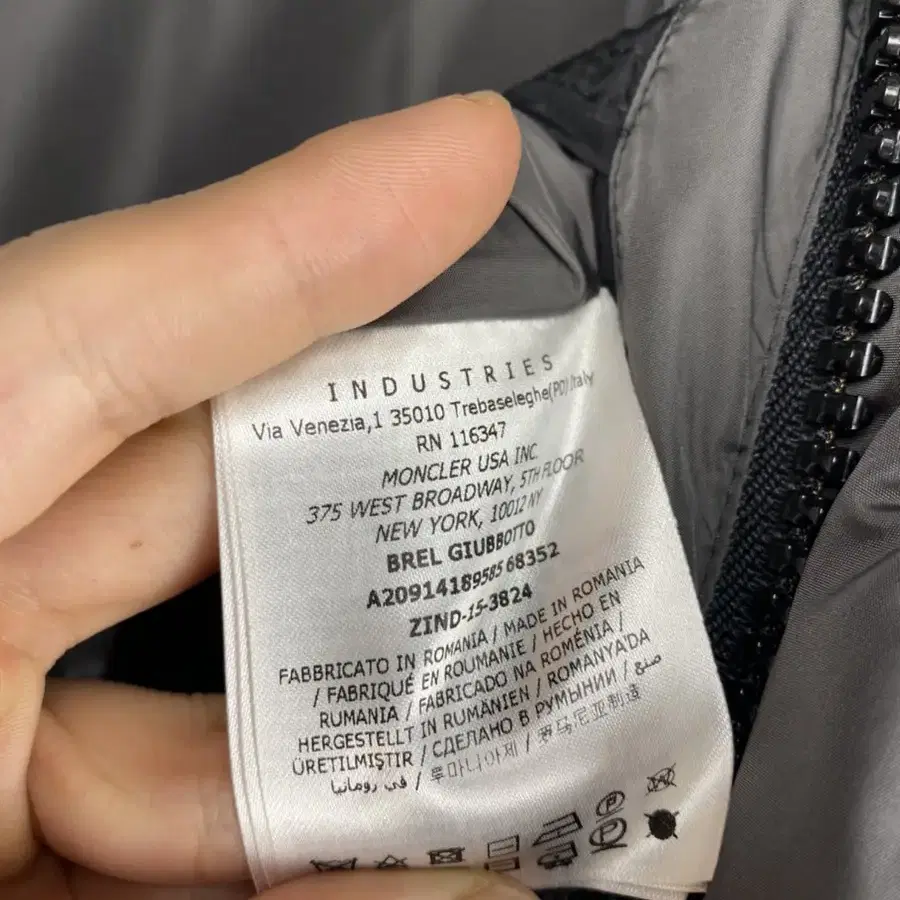 INDUSTRIES
Via Venezia,1 35010 Trebaseleghe(PD) Italy
RN 116347
MONCLER USA INC
375 WEST BROADWAY, 5TH FLOOR
NEW YORK, 10012 NY
BREL GIUBBOTTO
A20914189585 68352
ZIND-15-3824
FABBRICATO IN ROMANIA / MADE IN ROMANIA
/ FABRIQUÉ EN ROUMANIE / HECHO EN
RUMANIA / FABRICADO NA ROMÉNIA /
HERGESTELLT IN RUMÄNIEN / ROMANYA'DA
ÜRETILMIŞTIR / СДЕЛАНО В РУМЫНИИ / صنع
في رومانيا / 루마니아제 / 罗马尼亚制造
P
P